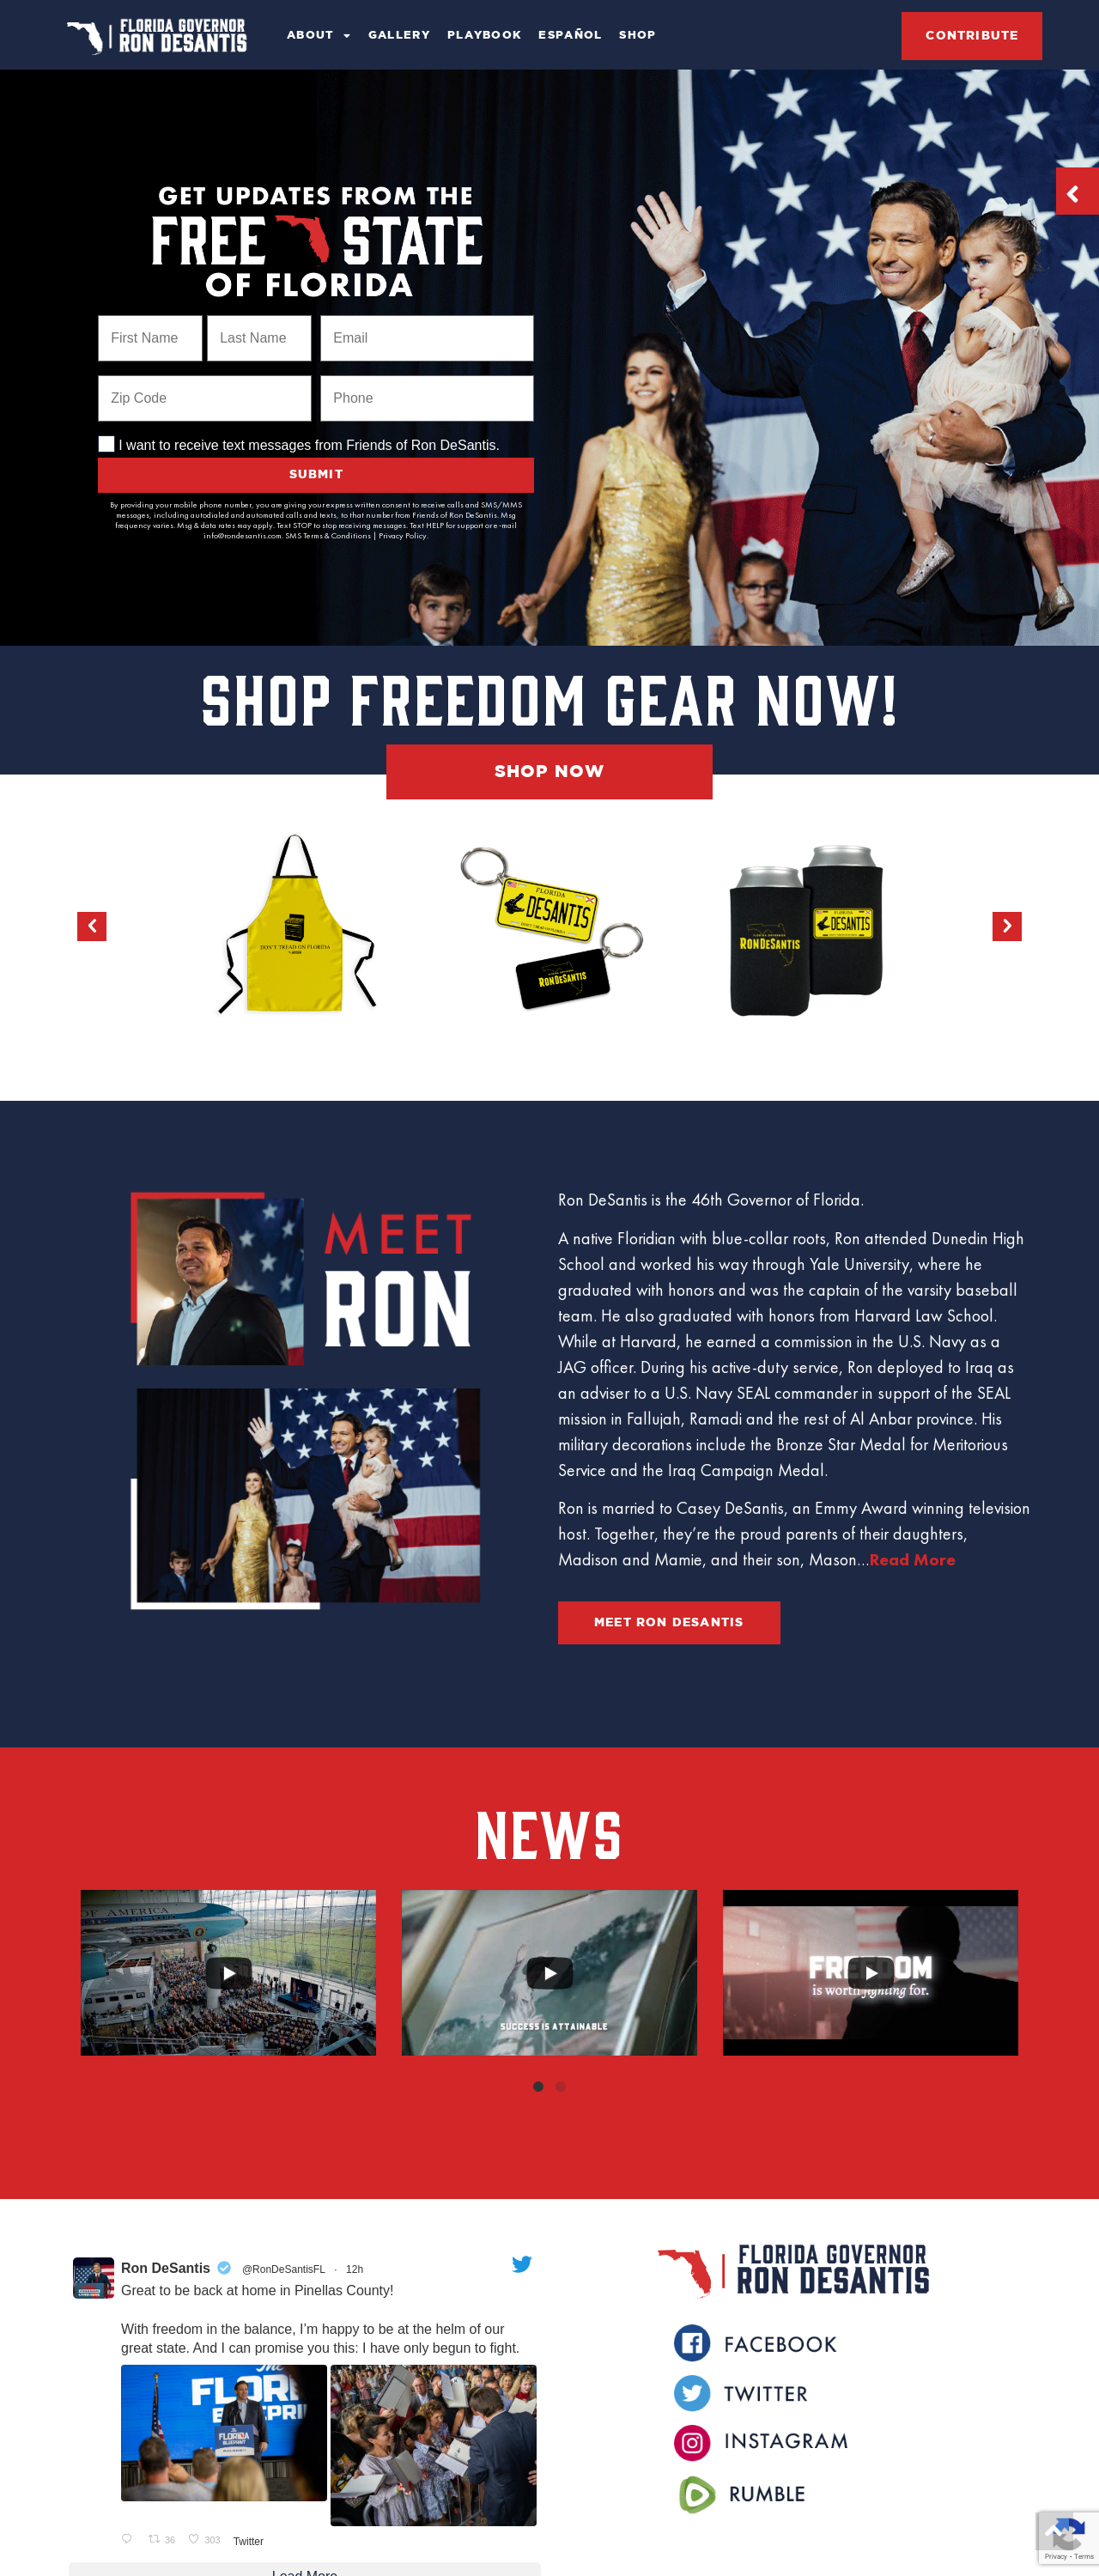 FLORIDA GOVERNOR
RON DESANTIS
ABOUT
GALLERY
PLAYBOOK
ESPAÑOL
SHOP
CONTRIBUTE
GET UPDATES FROM THE
FREE STATE
OF FLORIDA
First Name
Last Name
Email
Zip Code
Phone
I want to receive text messages from Friends of Ron DeSantis.
SUBMIT
By providing your mobile phone number, you are giving your express written consent to receive calls and SMS/MMS
messages, including autodialed and automated calls and texts, to that number from Friends of Ron DeSantis. Msg
frequency varies. Msg & data rates may apply. Text STOP to stop receiving messages. Text HELP for support or e-mail
info@rondesantis.com. SMS Terms & Conditions | Privacy Policy.
SHOP FREEDOM GEAR NOW!
SHOP NOW
DON'T TREAD ON FLORIDA
FLORIDA
DESANTIS
RON DESANTIS
RON DESANTIS
FLORIDA
DESANTIS
MEET
RON
Ron DeSantis is the 46th Governor of Florida.
A native Floridian with blue-collar roots, Ron attended Dunedin High
School and worked his way through Yale University, where he
graduated with honors and was the captain of the varsity baseball
team. He also graduated with honors from Harvard Law School.
While at Harvard, he earned a commission in the U.S. Navy as a
JAG officer. During his active-duty service, Ron deployed to Iraq as
an adviser to a U.S. Navy SEAL commander in support of the SEAL
mission in Fallujah, Ramadi and the rest of Al Anbar province. His
military decorations include the Bronze Star Medal for Meritorious
Service and the Iraq Campaign Medal.
Ron is married to Casey DeSantis, an Emmy Award winning television
host. Together, they’re the proud parents of their daughters,
Madison and Mamie, and their son, Mason...Read More
MEET RON DESANTIS
NEWS
OF AMERICA
SUCCESS IS ATTAINABLE
is worth fighting for.
Ron DeSantis @RonDeSantisFL · 12h
Great to be back at home in Pinellas County!
With freedom in the balance, I’m happy to be at the helm of our
great state. And I can promise you this: I have only begun to fight.
The
FLORI
BLUEPRIN
FLORIDA
36
303
Twitter
Load More
FLORIDA GOVERNOR
RON DESANTIS
FACEBOOK
TWITTER
INSTAGRAM
RUMBLE
Privacy - Terms